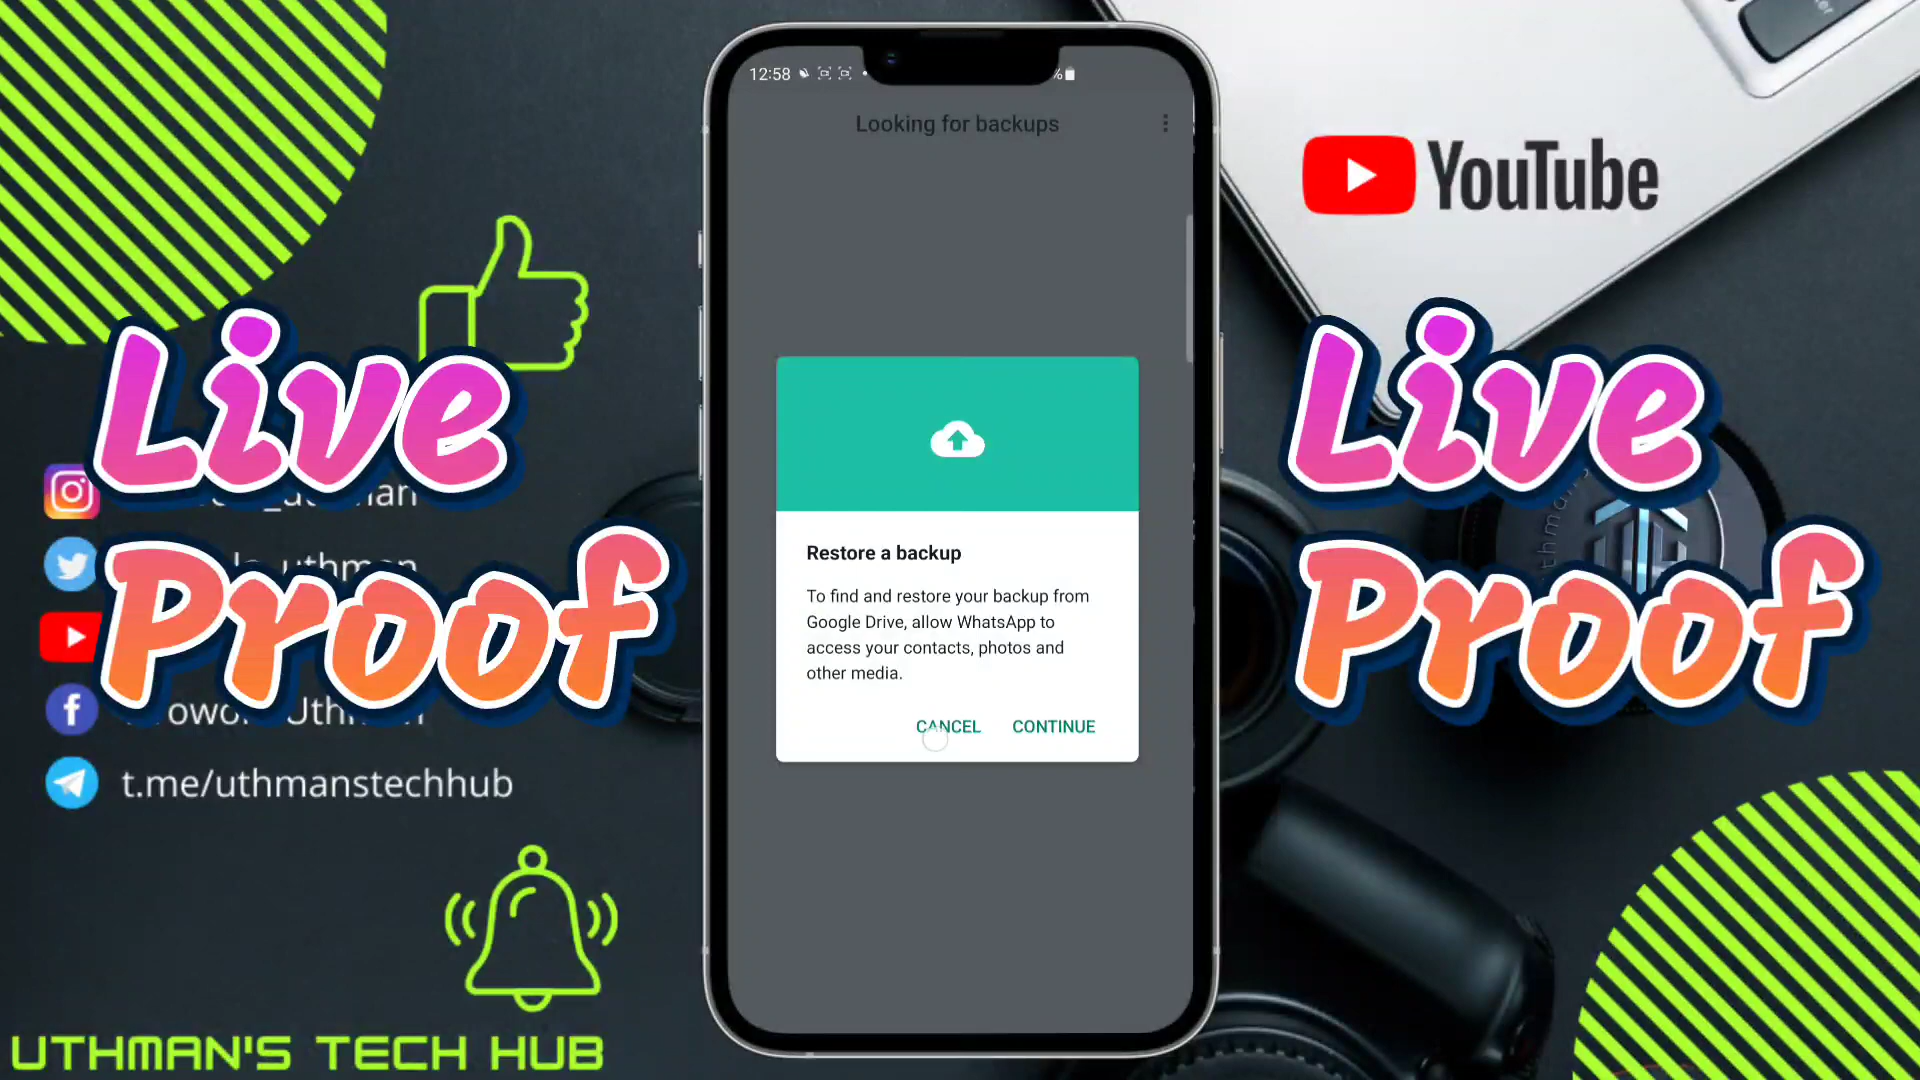 12:58
%
Looking for backups
YouTube
Live
Proof
Live
Proof
Restore a backup
To find and restore your backup from
Google Drive, allow WhatsApp to
access your contacts, photos and
other media.
CANCEL CONTINUE
t.me/uthmanstechhub
UTHMAN'S TECH HUB